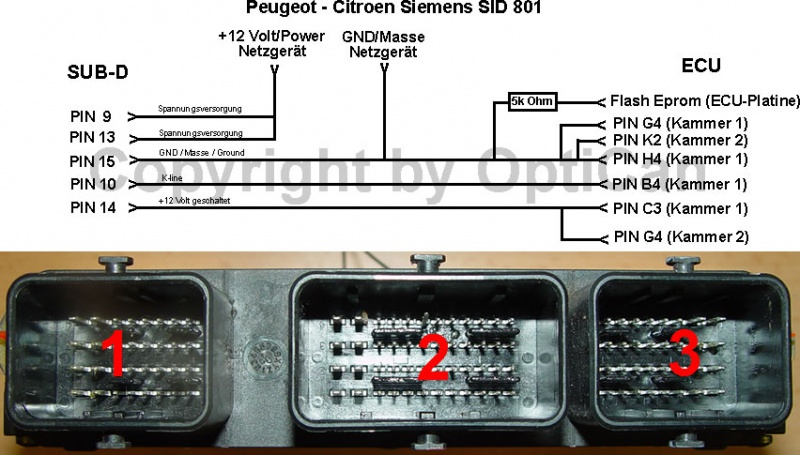 Peugeot - Citroen Siemens SID 801
+12 Volt/Power
Netzgerät
GND/Masse
Netzgerät
SUB-D
ECU
5k Ohm
Flash Eprom (ECU-Platine)
PIN 9
Spannungsversorgung
PIN G4 (Kammer 1)
PIN 13
Spannungsversorgung
PIN K2 (Kammer 2)
PIN 15
GND / Masse / Ground
PIN H4 (Kammer 1)
PIN 10
K-line
PIN B4 (Kammer 1)
PIN 14
+12 Volt geschaltet
PIN C3 (Kammer 1)
PIN G4 (Kammer 2)
Copyright by OptiCan
1
2
3